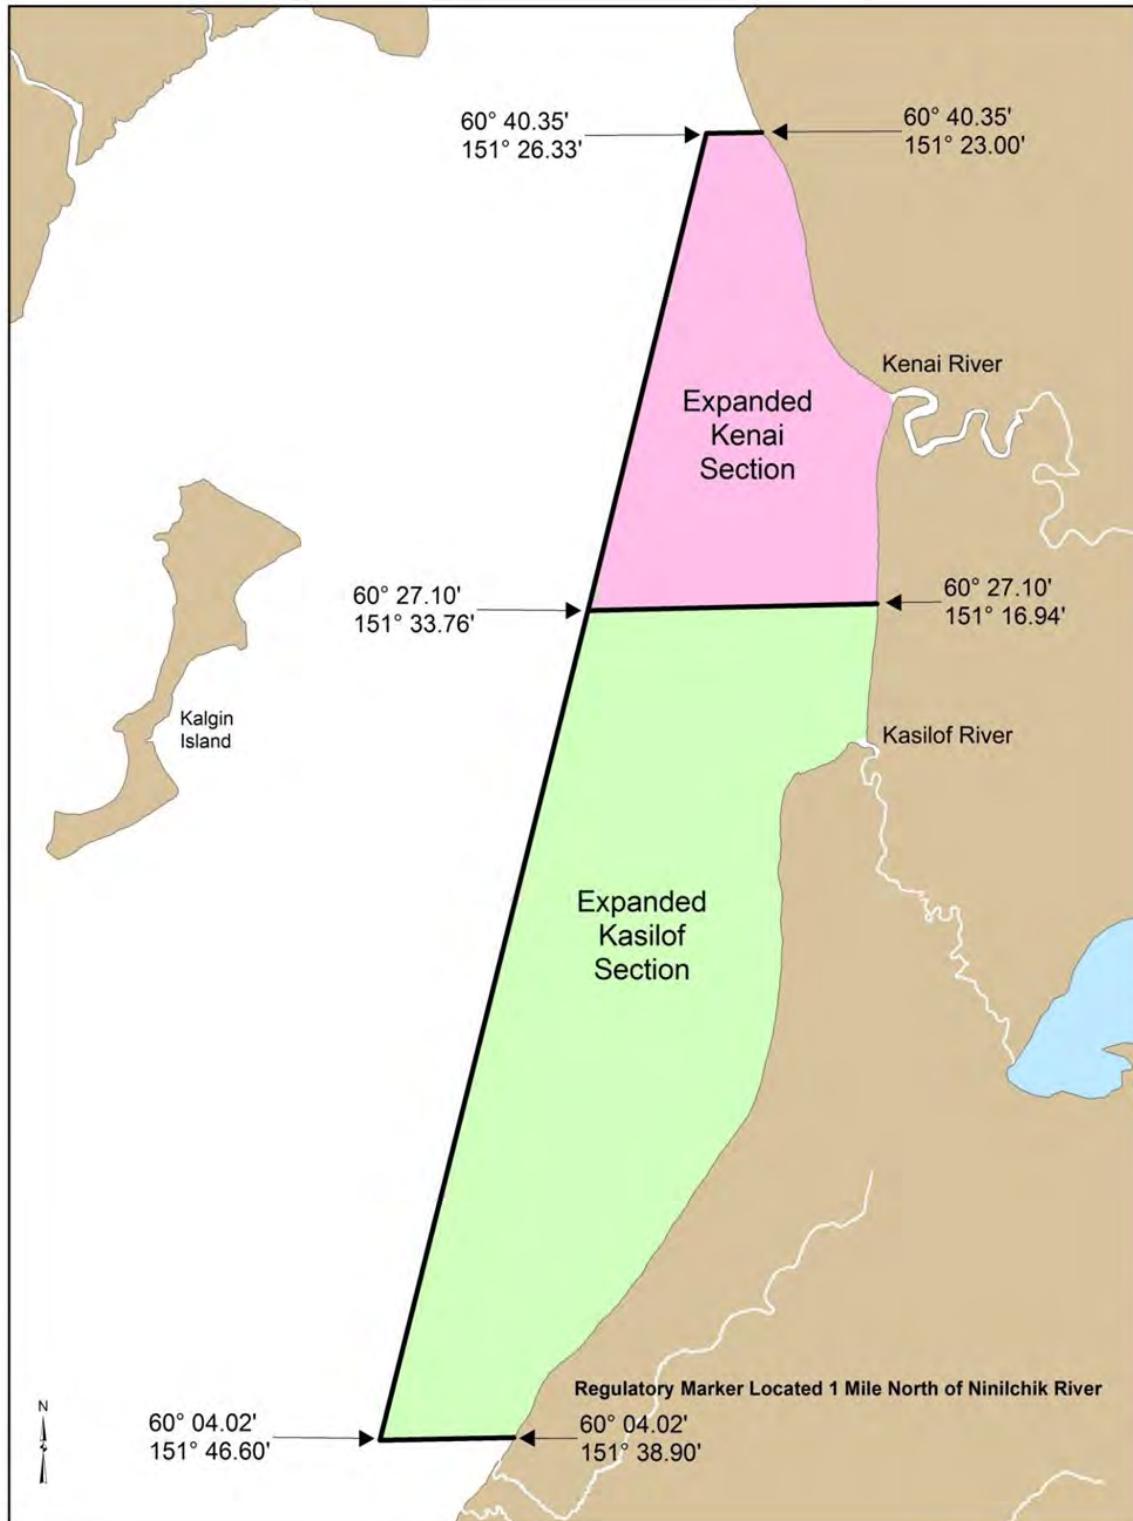 60° 40.35'
151° 26.33'
60° 40.35'
151° 23.00'
Kenai River
Expanded
Kenai
Section
60° 27.10'
151° 33.76'
60° 27.10'
151° 16.94'
Kalgin
Island
Kasilof River
Expanded
Kasilof
Section
Regulatory Marker Located 1 Mile North of Ninilchik River
N
60° 04.02'
151° 46.60'
60° 04.02'
151° 38.90'